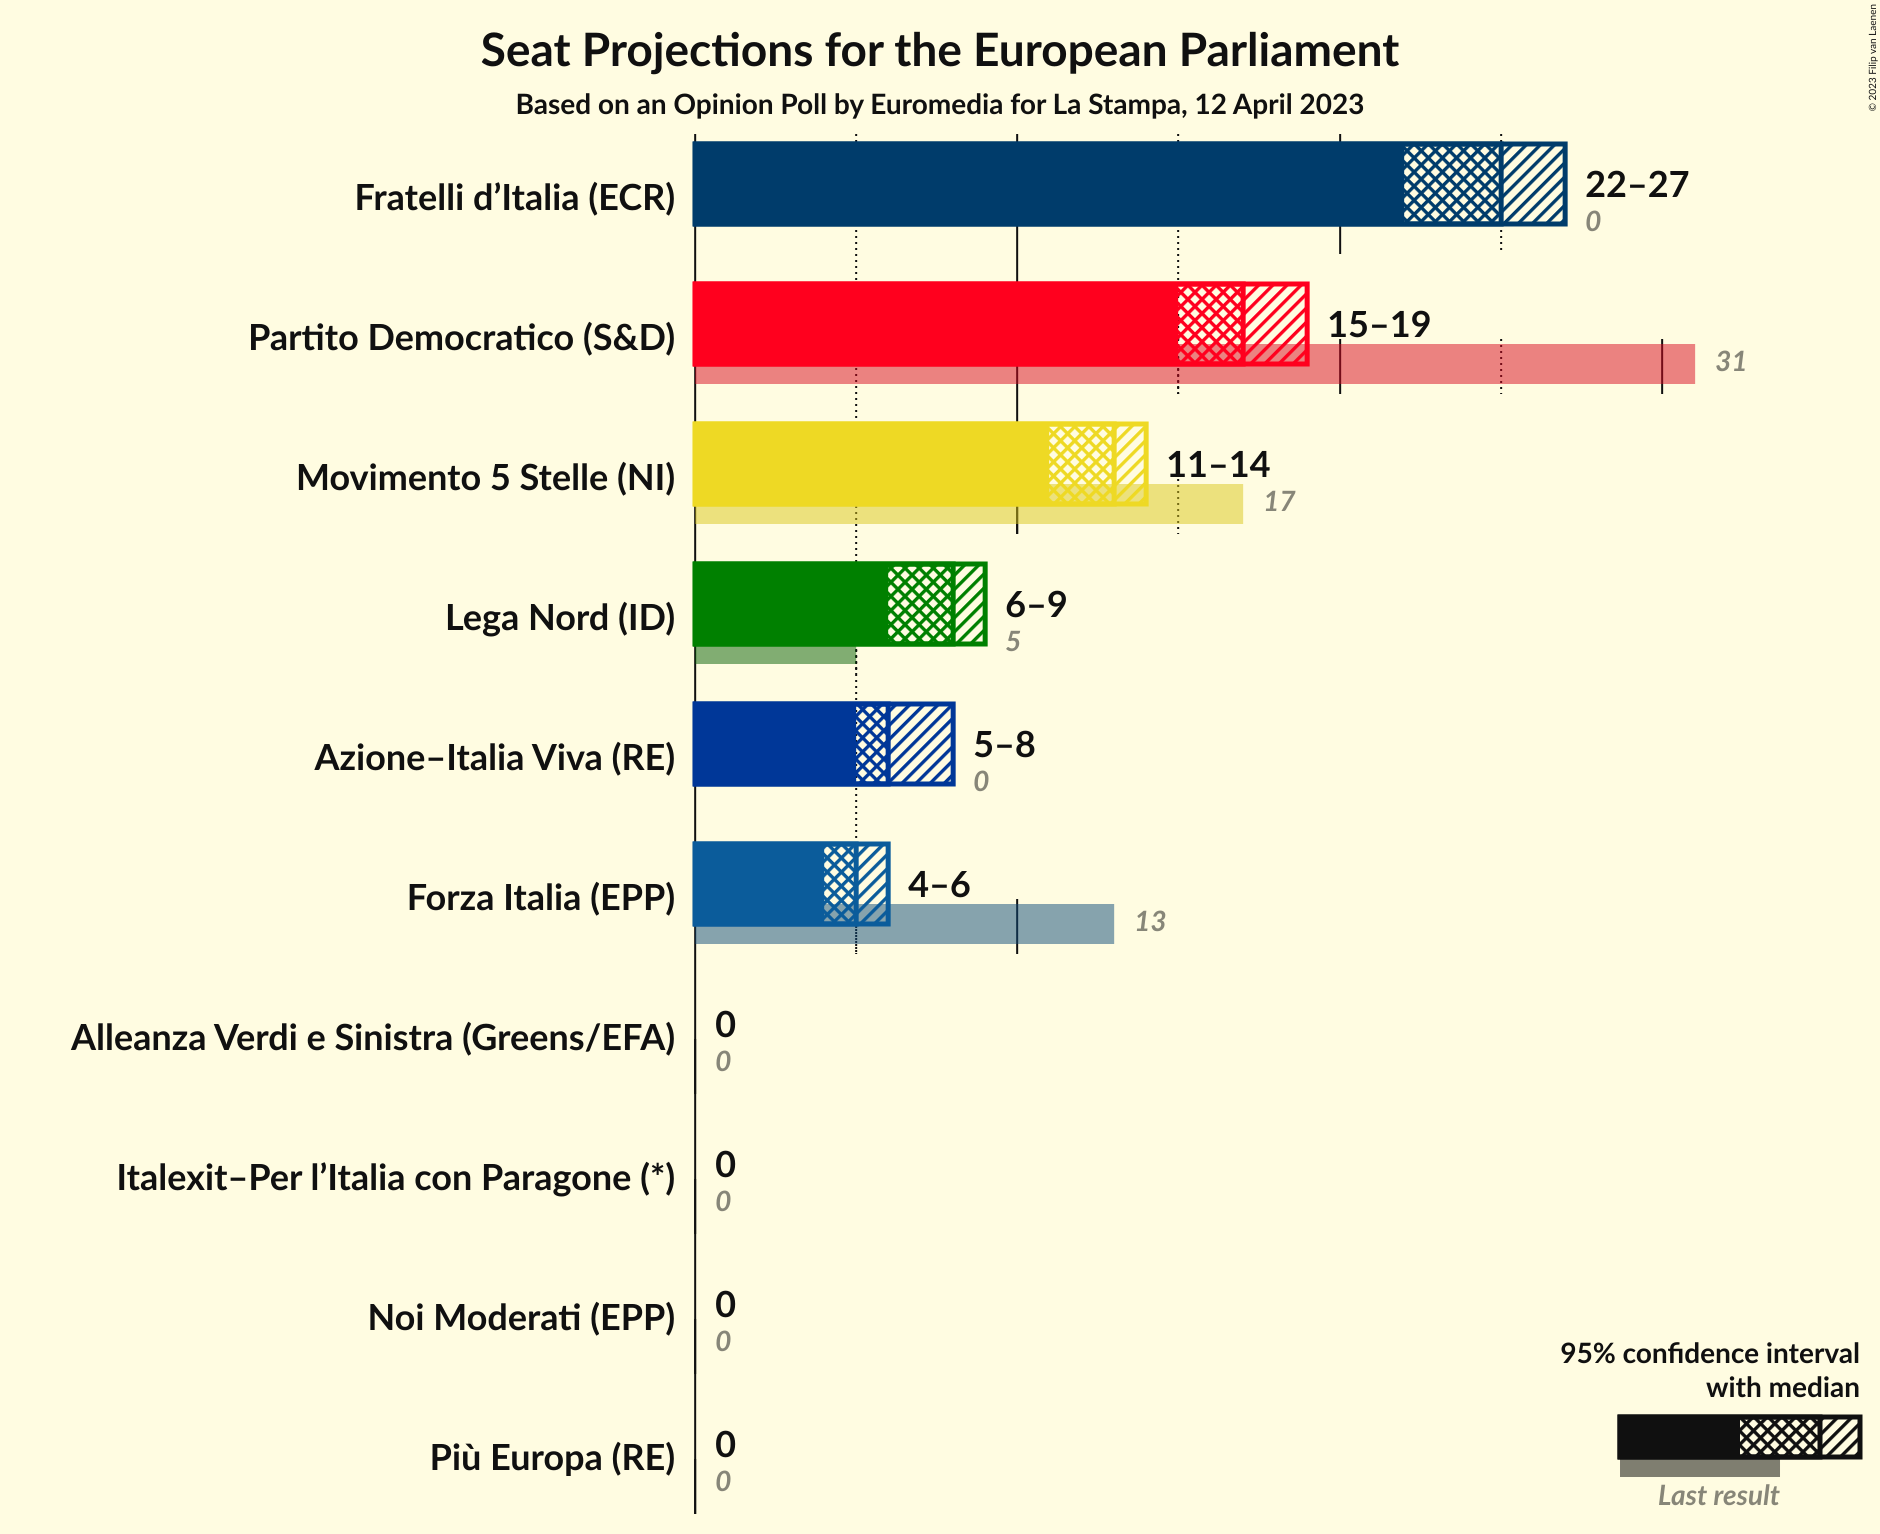 Seat Projections for the European Parliament
Based on an Opinion Poll by Euromedia for La Stampa, 12 April 2023
© 2023 Filip van Laenen
Fratelli d’Italia (ECR)
22–27
0
Partito Democratico (S&D)
15–19
31
Movimento 5 Stelle (NI)
11–14
17
Lega Nord (ID)
6–9
5
Azione–Italia Viva (RE)
5–8
0
Forza Italia (EPP)
4–6
13
Alleanza Verdi e Sinistra (Greens/EFA)
0
0
Italexit–Per l’Italia con Paragone (*)
0
0
Noi Moderati (EPP)
0
0
Più Europa (RE)
0
0
95% confidence interval
with median
Last result